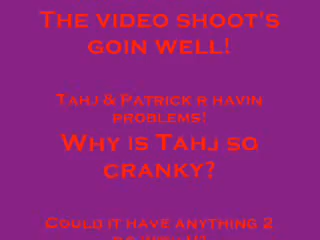 The video shoot's
goin well!
Tahj & Patrick r havin
problems!
Why is Tahj so
cranky?
Could it have anything 2